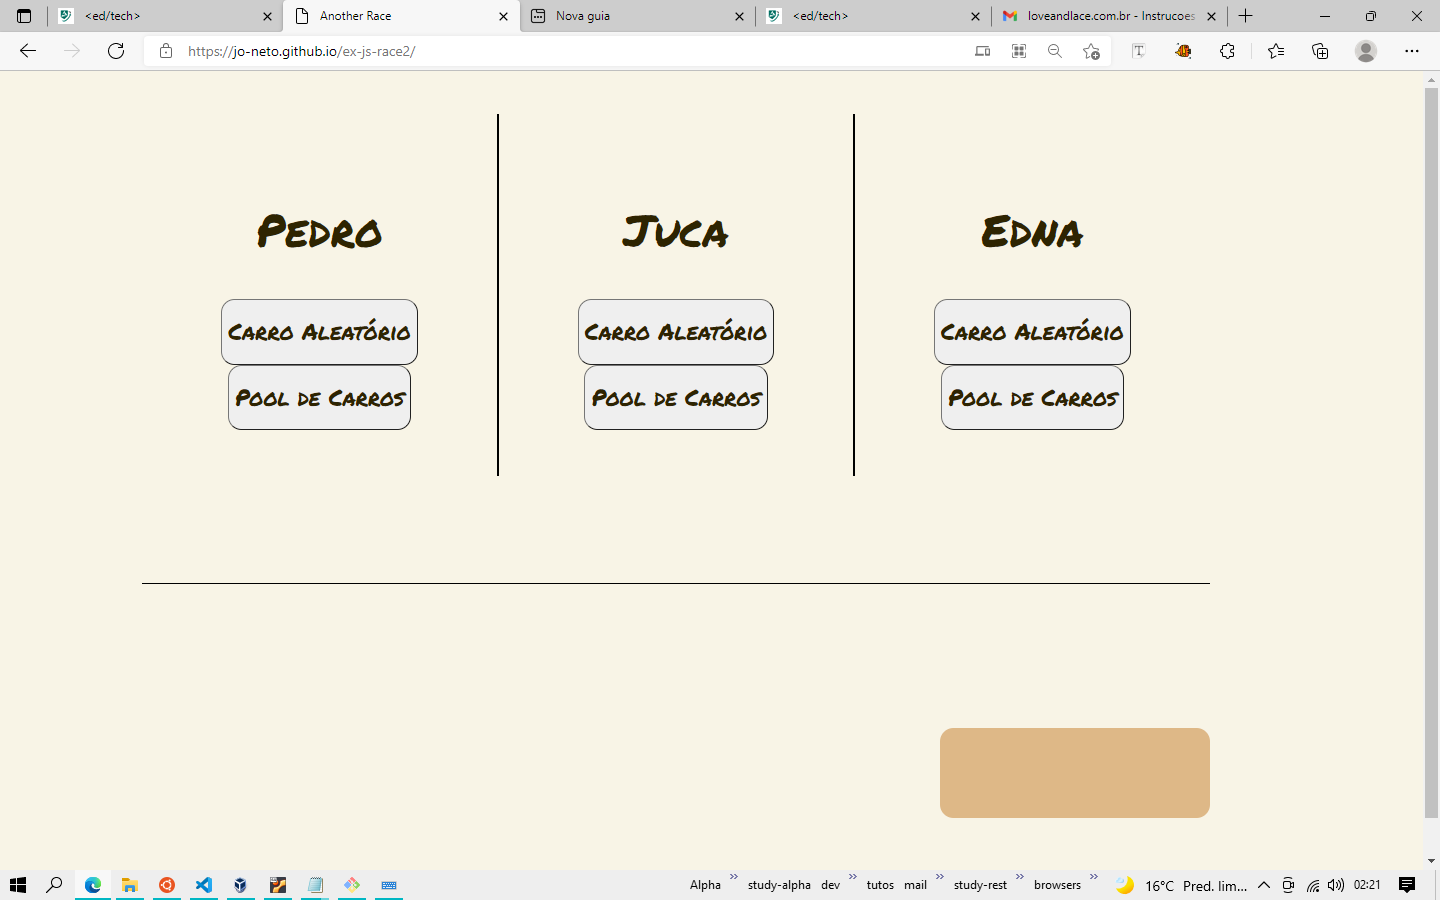 <ed/tech>
Another Race
Nova guia
<ed/tech>
loveandlace.com.br - Instrucoes
https://jo-neto.github.io/ex-js-race2/
Pedro
Juca
Edna
Carro Aleatório
Carro Aleatório
Carro Aleatório
Pool de Carros
Pool de Carros
Pool de Carros
Alpha
study-alpha
dev
tutos
mail
study-rest
browsers
16°C Pred. lim...
02:21